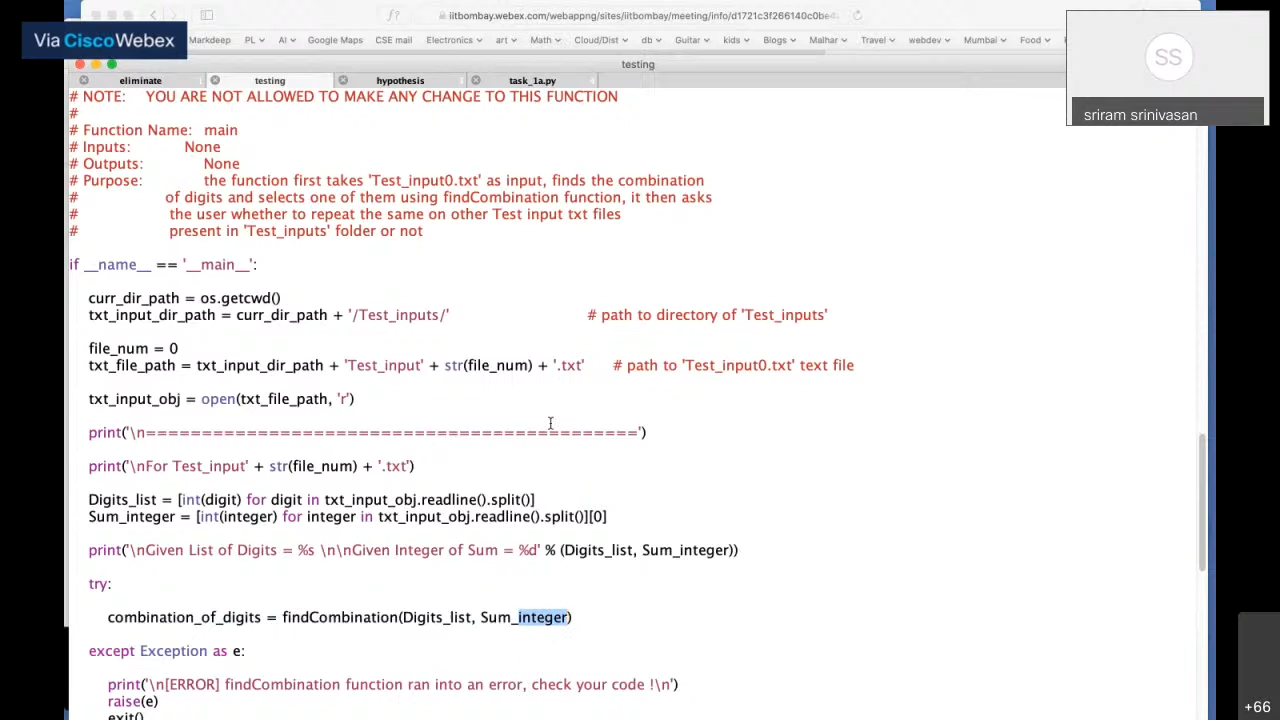 iitbombay.webex.com/webappng/sites/iitbombay/meeting/info/d1721c3f266140c0be4
Via Cisco Webex
Markdeep PL AI Google Maps CSE mail Electronics art Math Cloud/Dist db Guitar kids Blogs Malhar Travel webdev Mumbai Food
testing
eliminate testing hypothesis task_1a.py
SS
sriram srinivasan
# NOTE: YOU ARE NOT ALLOWED TO MAKE ANY CHANGE TO THIS FUNCTION
#
# Function Name: main
# Inputs: None
# Outputs: None
# Purpose: the function first takes 'Test_input0.txt' as input, finds the combination
# of digits and selects one of them using findCombination function, it then asks
# the user whether to repeat the same on other Test input txt files
# present in 'Test_inputs' folder or not
if __name__ == '__main__':
curr_dir_path = os.getcwd()
txt_input_dir_path = curr_dir_path + '/Test_inputs/' # path to directory of 'Test_inputs'
file_num = 0
txt_file_path = txt_input_dir_path + 'Test_input' + str(file_num) + '.txt' # path to 'Test_input0.txt' text file
txt_input_obj = open(txt_file_path, 'r')
print('\n============================================')
print('\nFor Test_input' + str(file_num) + '.txt')
Digits_list = [int(digit) for digit in txt_input_obj.readline().split()]
Sum_integer = [int(integer) for integer in txt_input_obj.readline().split()][0]
print('\nGiven List of Digits = %s \n\nGiven Integer of Sum = %d' % (Digits_list, Sum_integer))
try:
combination_of_digits = findCombination(Digits_list, Sum_integer)
except Exception as e:
print('\n[ERROR] findCombination function ran into an error, check your code !\n')
raise(e)
exit()
+66